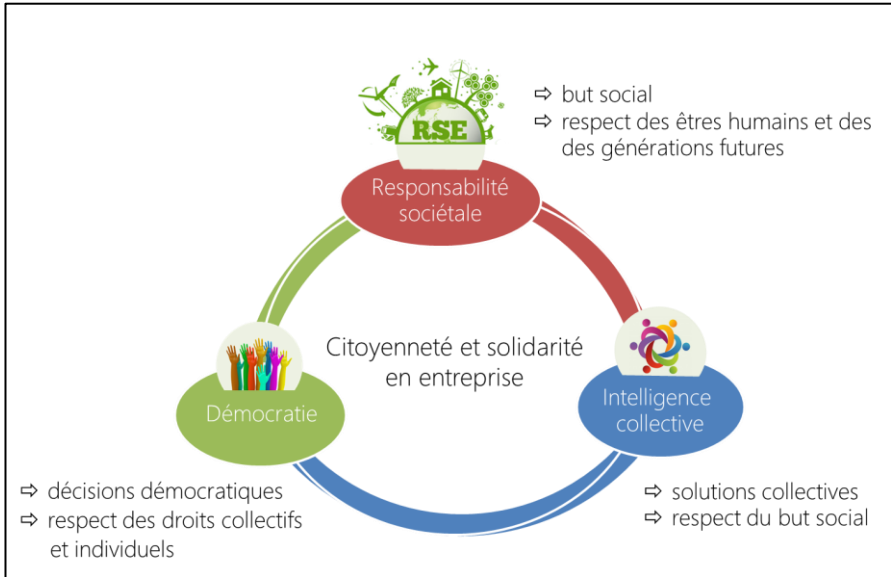 RSE
⇨ but social
⇨ respect des êtres humains et des
des générations futures
Responsabilité
sociétale
Citoyenneté et solidarité
en entreprise
Démocratie
Intelligence
collective
⇨ décisions démocratiques
⇨ respect des droits collectifs
et individuels
⇨ solutions collectives
⇨ respect du but social